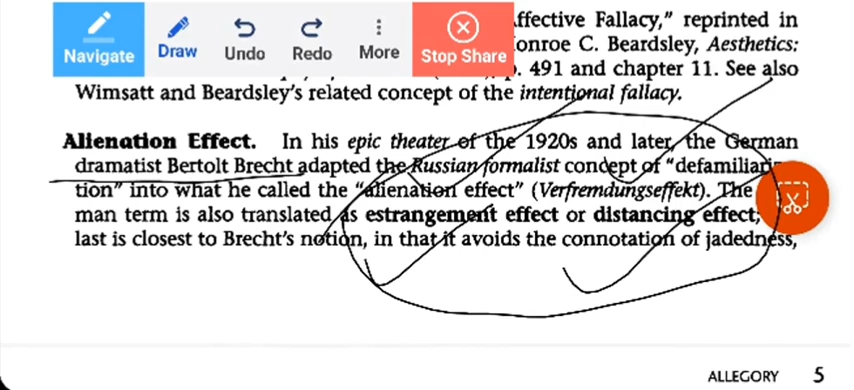 ffective Fallacy," reprinted in
Navigate Draw Undo Redo More Stop Share
onroe C. Beardsley, Aesthetics:
p. 491 and chapter 11. See also
Wimsatt and Beardsley's related concept of the intentional fallacy.
Alienation Effect. In his epic theater of the 1920s and later, the German
dramatist Bertolt Brecht adapted the Russian formalist concept of "defamiliariza-
tion" into what he called the "alienation effect" (Verfremdungseffekt). The
man term is also translated as estrangement effect or distancing effect;
last is closest to Brecht's notion, in that it avoids the connotation of jadedness,
ALLEGORY 5